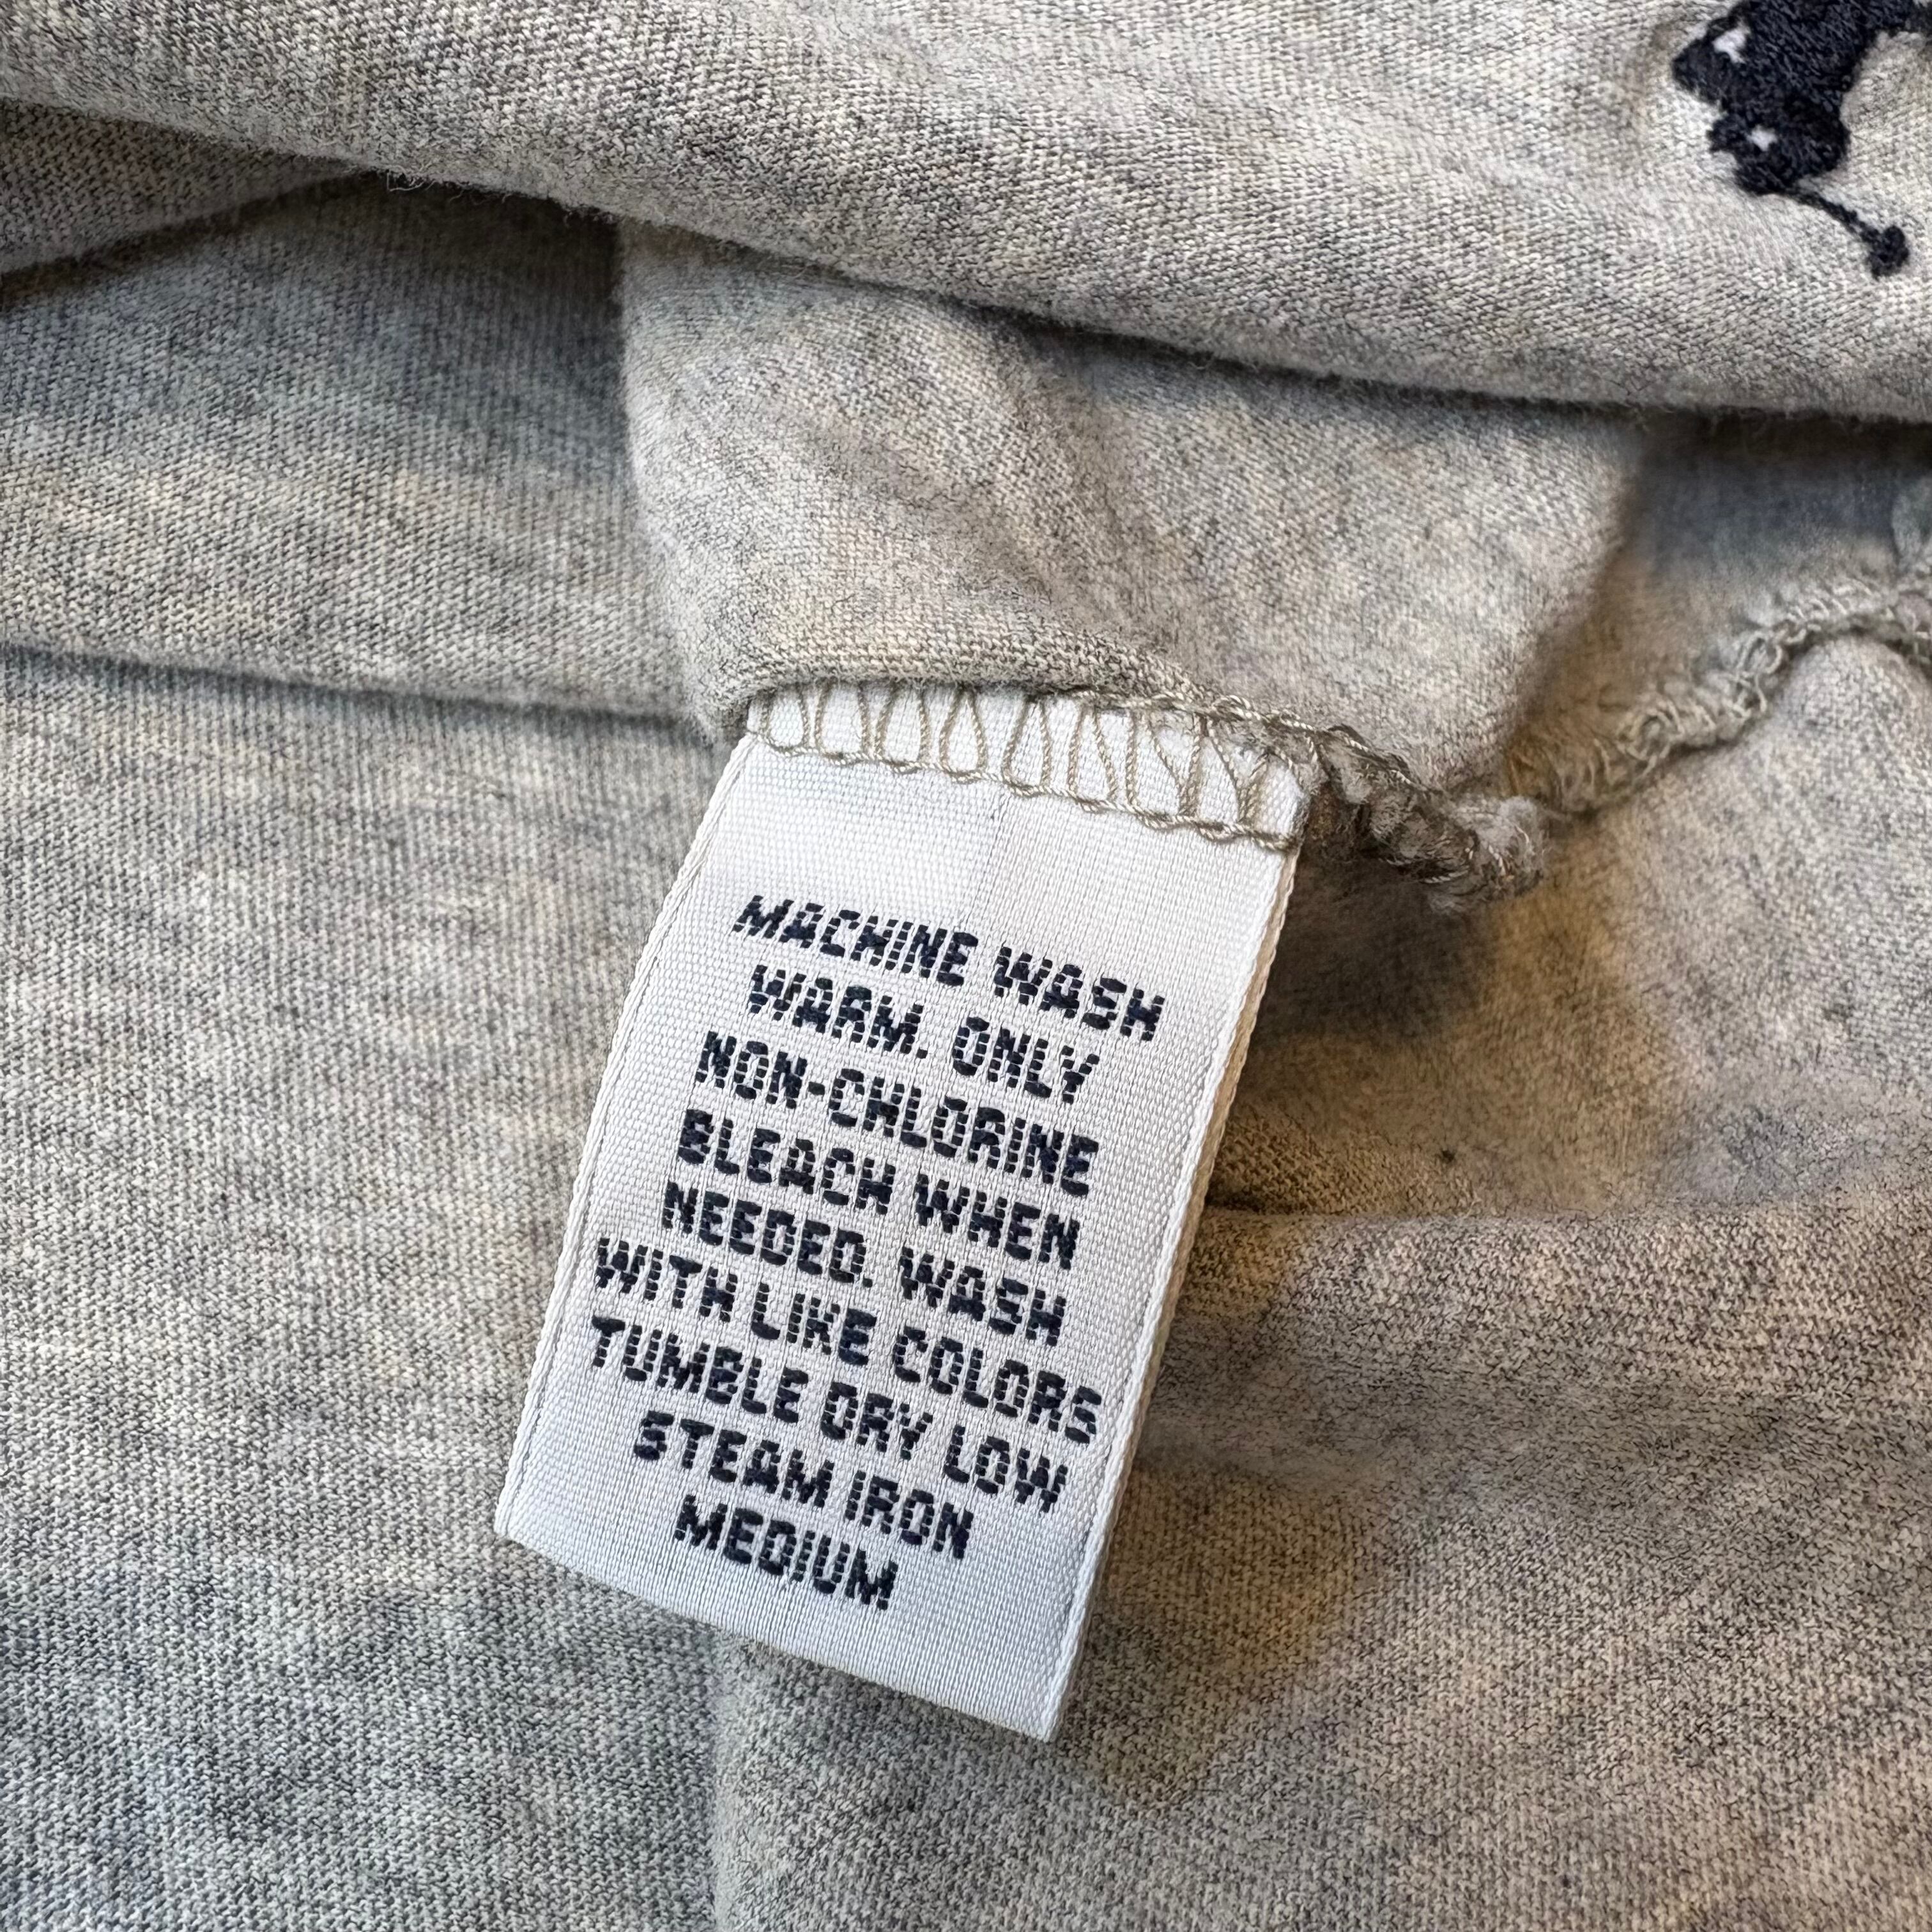 MACHINE WASH
WARM. ONLY
NON-CHLORINE
BLEACH WHEN
NEEDED. WASH
WITH LIKE COLORS
TUMBLE DRY LOW
STEAM IRON
MEDIUM